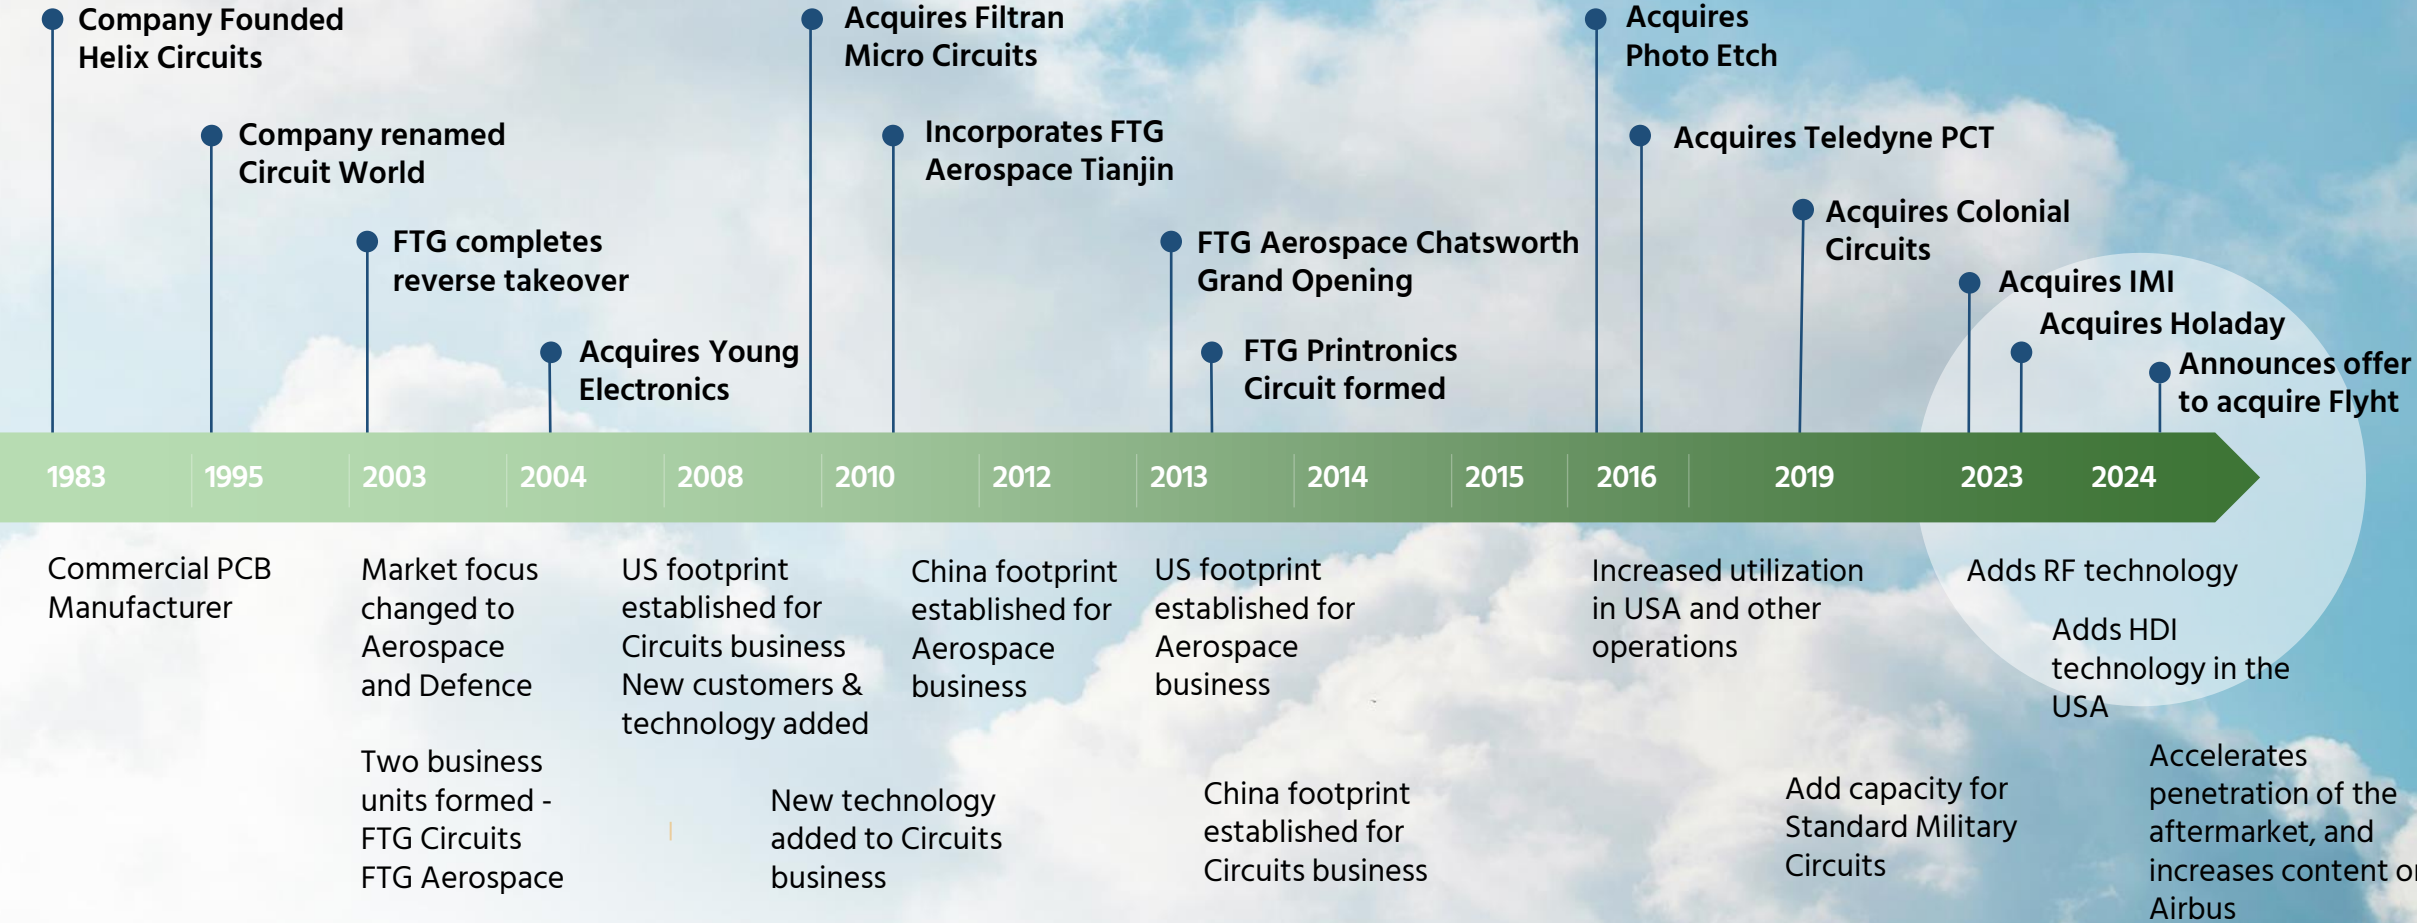 Company Founded
Helix Circuits
Acquires Filtran
Micro Circuits
Acquires
Photo Etch
Company renamed
Circuit World
Incorporates FTG
Aerospace Tianjin
Acquires Teledyne PCT
FTG completes
reverse takeover
FTG Aerospace Chatsworth
Grand Opening
Acquires Colonial
Circuits
Acquires Young
Electronics
FTG Printronics
Circuit formed
Acquires IMI
Acquires Holaday
Announces offer
to acquire Flyht
1983 1995 2003 2004 2008 2010 2012 2013 2014 2015 2016 2019 2023 2024
Commercial PCB
Manufacturer
Market focus
changed to
Aerospace
and Defence
Two business
units formed -
FTG Circuits
FTG Aerospace
US footprint
established for
Circuits business
New customers &
technology added
New technology
added to Circuits
business
China footprint
established for
Aerospace
business
US footprint
established for
Aerospace
business
China footprint
established for
Circuits business
Increased utilization
in USA and other
operations
Add capacity for
Standard Military
Circuits
Adds RF technology
Adds HDI
technology in the
USA
Accelerates
penetration of the
aftermarket, and
increases content
Airbus